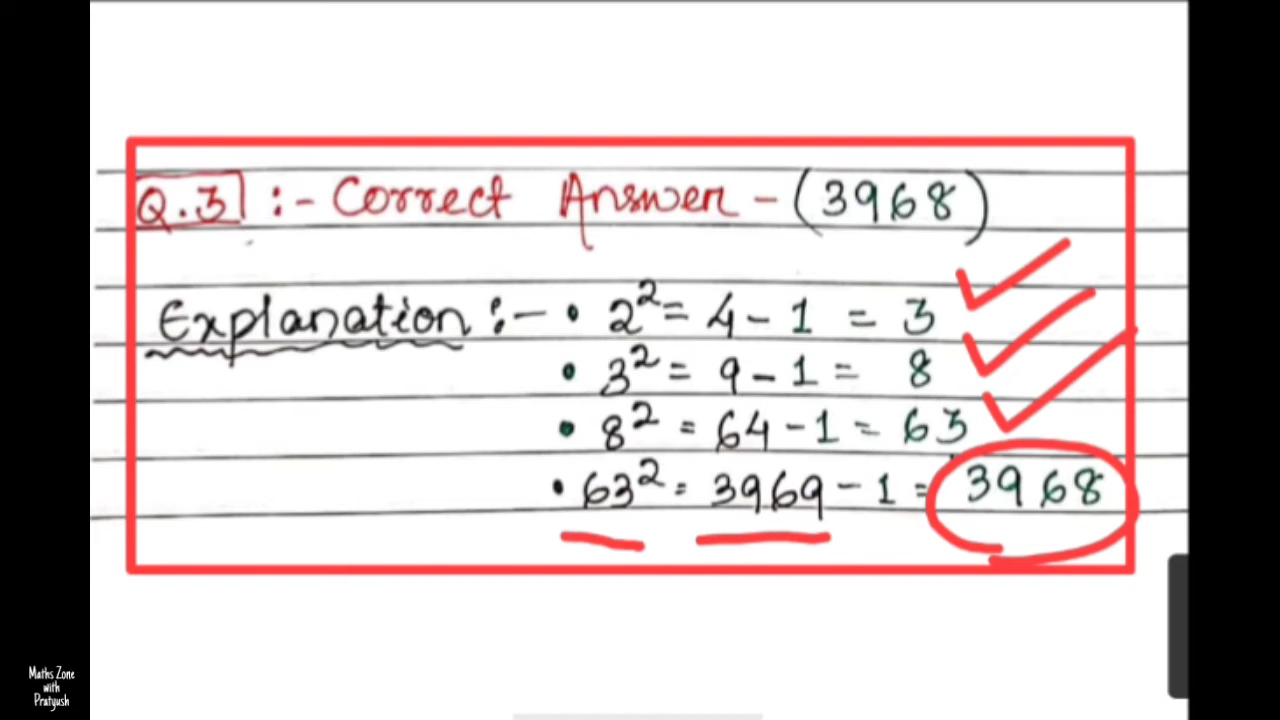 Q.3 :- Correct Answer - (3968)
Explanation :- • 2² = 4 - 1 = 3
• 3² = 9 - 1 = 8
• 8² = 64 - 1 = 63
• 63² = 3969 - 1 = 3968
Maths Zone
with
Pratyush